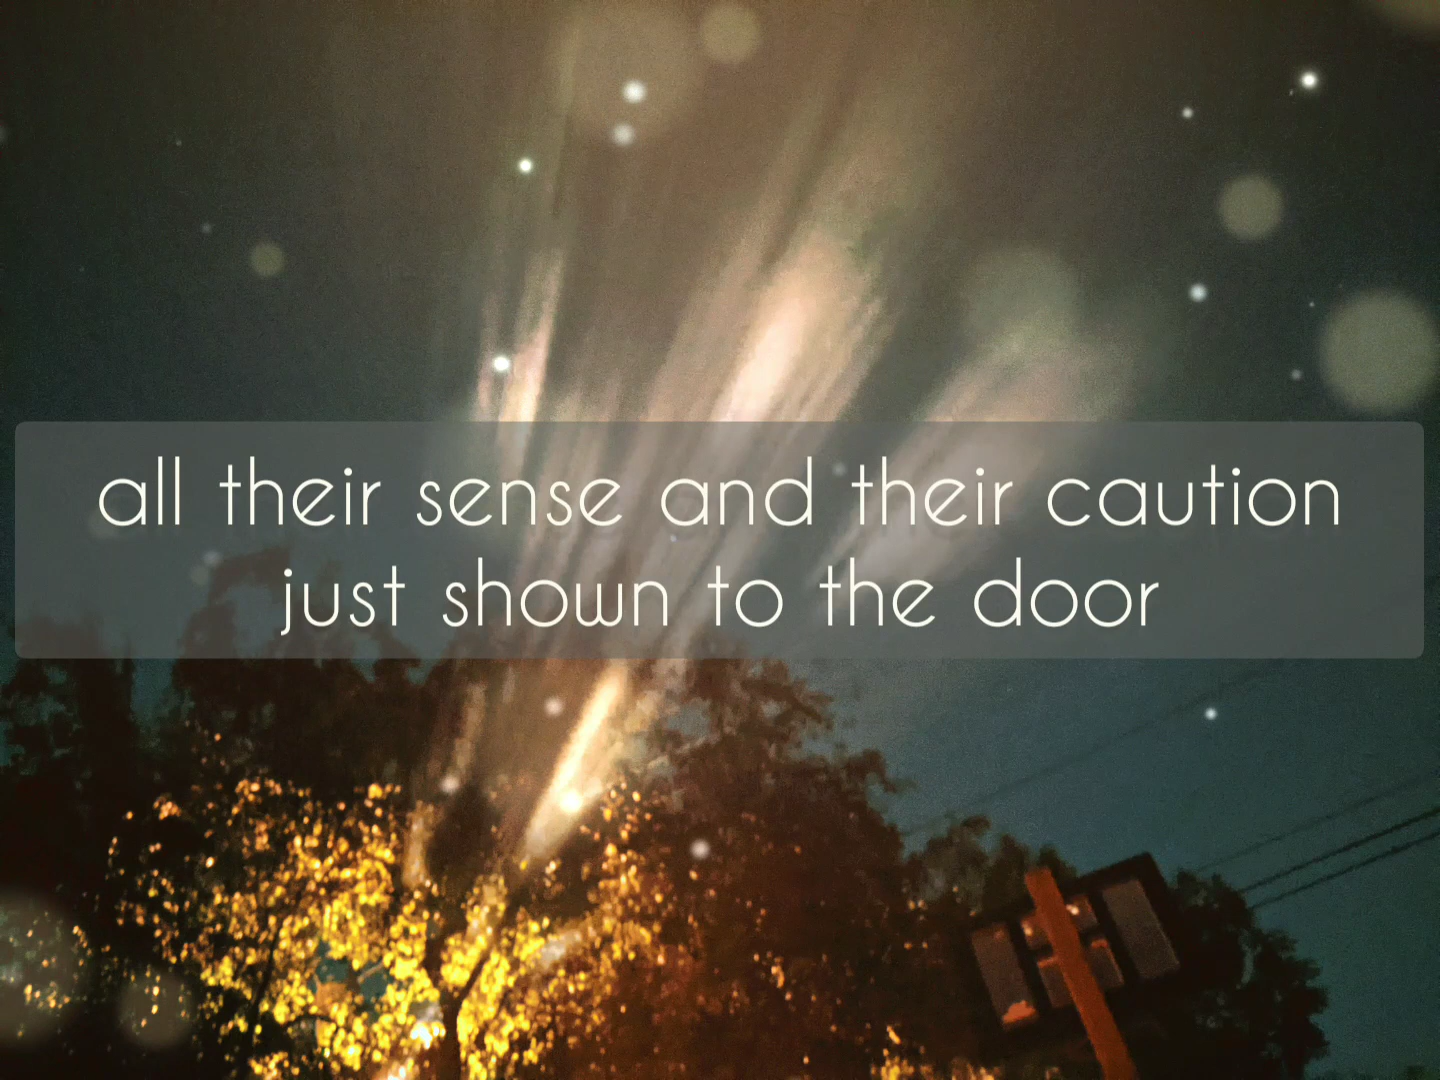 all their sense and their caution
just shown to the door